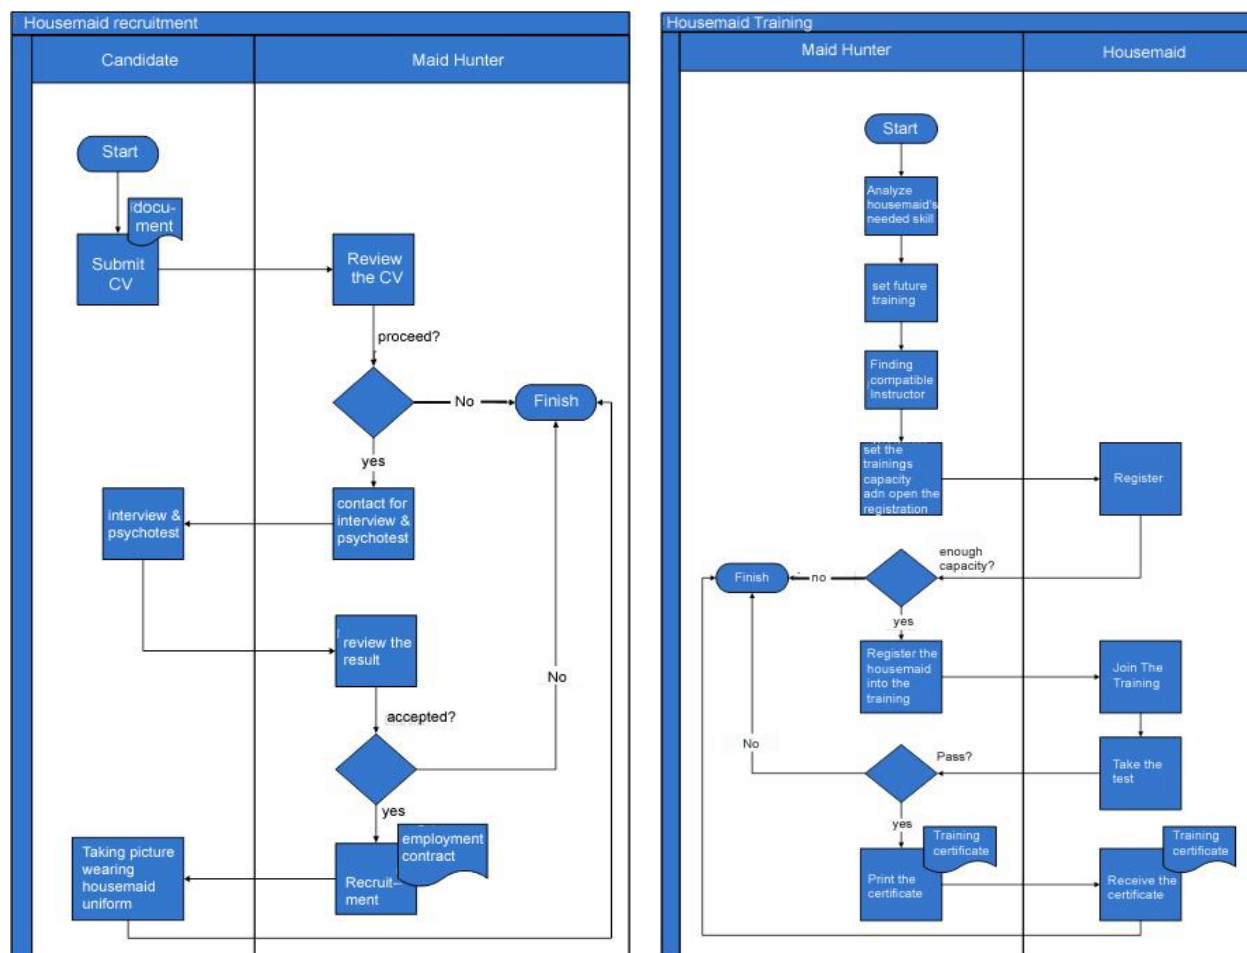 Housemaid recruitment
Candidate
Maid Hunter
Start
docu-
ment
Submit
CV
Review
the CV
proceed?
No
Finish
yes
contact for
interview &
psychotest
interview &
psychotest
review the
result
accepted?
No
yes
employment
contract
Recruit-
ment
Taking picture
wearing
housemaid
uniform
Housemaid Training
Maid Hunter
Housemaid
Start
Analyze
housemaid's
needed skill
set future
training
Finding
compatible
Instructor
set the
trainings
capacity
adn open the
registration
Register
enough
capacity?
no
Finish
yes
Register the
housemaid
into the
training
Join The
Training
Take the
test
Pass?
No
yes
Training
certificate
Print the
certificate
Training
certificate
Receive the
certificate